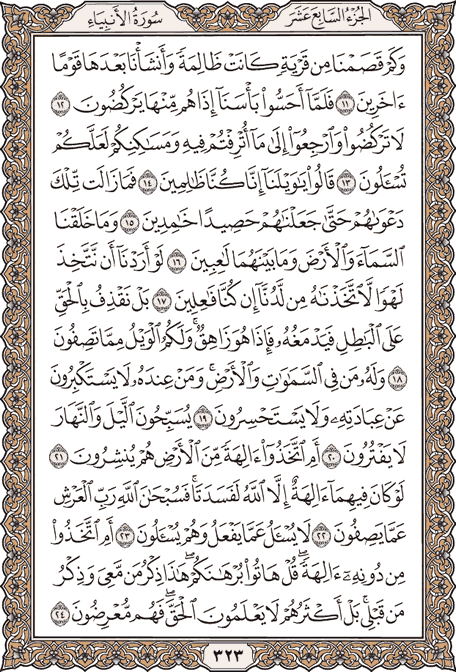 الجزء السابع عشر
سورة الأنبياء
وَكَمْ قَصَمْنَا مِن قَرْيَةٍ كَانَتْ ظَالِمَةً وَأَنشَأْنَا بَعْدَهَا قَوْمًا
ءَاخَرِينَ ۝١١ فَلَمَّآ أَحَسُّوا۟ بَأْسَنَآ إِذَا هُم مِّنْهَا يَرْكُضُونَ ۝١٢
لَا تَرْكُضُوا۟ وَٱرْجِعُوٓا۟ إِلَىٰ مَآ أُتْرِفْتُمْ فِيهِ وَمَسَـٰكِنِكُمْ لَعَلَّكُمْ
تُسْـَٔلُونَ ۝١٣ قَالُوا۟ يَـٰوَيْلَنَآ إِنَّا كُنَّا ظَـٰلِمِينَ ۝١٤ فَمَا زَالَت تِّلْكَ
دَعْوَىٰهُمْ حَتَّىٰ جَعَلْنَـٰهُمْ حَصِيدًا خَـٰمِدِينَ ۝١٥ وَمَا خَلَقْنَا
ٱلسَّمَآءَ وَٱلْأَرْضَ وَمَا بَيْنَهُمَا لَـٰعِبِينَ ۝١٦ لَوْ أَرَدْنَآ أَن نَّتَّخِذَ
لَهْوًا لَّٱتَّخَذْنَـٰهُ مِن لَّدُنَّآ إِن كُنَّا فَـٰعِلِينَ ۝١٧ بَلْ نَقْذِفُ بِٱلْحَقِّ
عَلَى ٱلْبَـٰطِلِ فَيَدْمَغُهُۥ فَإِذَا هُوَ زَاهِقٌ ۚ وَلَكُمُ ٱلْوَيْلُ مِمَّا تَصِفُونَ
۝١٨ وَلَهُۥ مَن فِى ٱلسَّمَـٰوَٰتِ وَٱلْأَرْضِ ۚ وَمَنْ عِندَهُۥ لَا يَسْتَكْبِرُونَ
عَنْ عِبَادَتِهِۦ وَلَا يَسْتَحْسِرُونَ ۝١٩ يُسَبِّحُونَ ٱلَّيْلَ وَٱلنَّهَارَ
لَا يَفْتُرُونَ ۝٢٠ أَمِ ٱتَّخَذُوٓا۟ ءَالِهَةً مِّنَ ٱلْأَرْضِ هُمْ يُنشِرُونَ ۝٢١
لَوْ كَانَ فِيهِمَآ ءَالِهَةٌ إِلَّا ٱللَّهُ لَفَسَدَتَا ۚ فَسُبْحَـٰنَ ٱللَّهِ رَبِّ ٱلْعَرْشِ
عَمَّا يَصِفُونَ ۝٢٢ لَا يُسْـَٔلُ عَمَّا يَفْعَلُ وَهُمْ يُسْـَٔلُونَ ۝٢٣ أَمِ ٱتَّخَذُوا۟
مِن دُونِهِۦٓ ءَالِهَةً ۖ قُلْ هَاتُوا۟ بُرْهَـٰنَكُمْ ۖ هَـٰذَا ذِكْرُ مَن مَّعِىَ وَذِكْرُ
مَن قَبْلِى ۗ بَلْ أَكْثَرُهُمْ لَا يَعْلَمُونَ ٱلْحَقَّ ۖ فَهُم مُّعْرِضُونَ ۝٢٤
٣٢٣